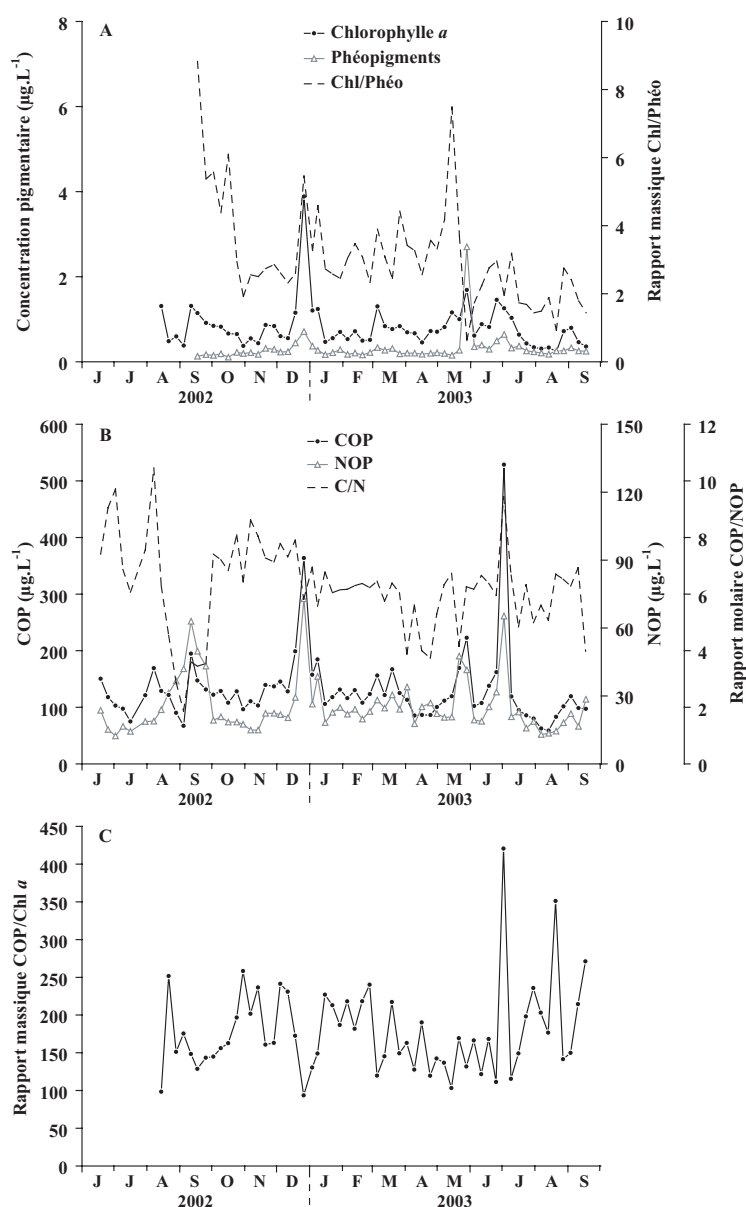 A
Chlorophylle a
Phéopigments
Chl/Phéo
Concentration pigmentaire (µg.L-1)
Rapport massique Chl/Phéo
8
6
4
2
0
10
8
6
4
2
0
J J A S O N D J F M A M J J A S
2002 2003
B
COP
NOP
C/N
COP (µg.L-1)
NOP (µg.L-1)
Rapport molaire COP/NOP
600
500
400
300
200
100
0
150
120
90
60
30
0
12
10
8
6
4
2
0
J J A S O N D J F M A M J J A S
2002 2003
C
Rapport massique COP/Chl a
450
400
350
300
250
200
150
100
50
0
J J A S O N D J F M A M J J A S
2002 2003